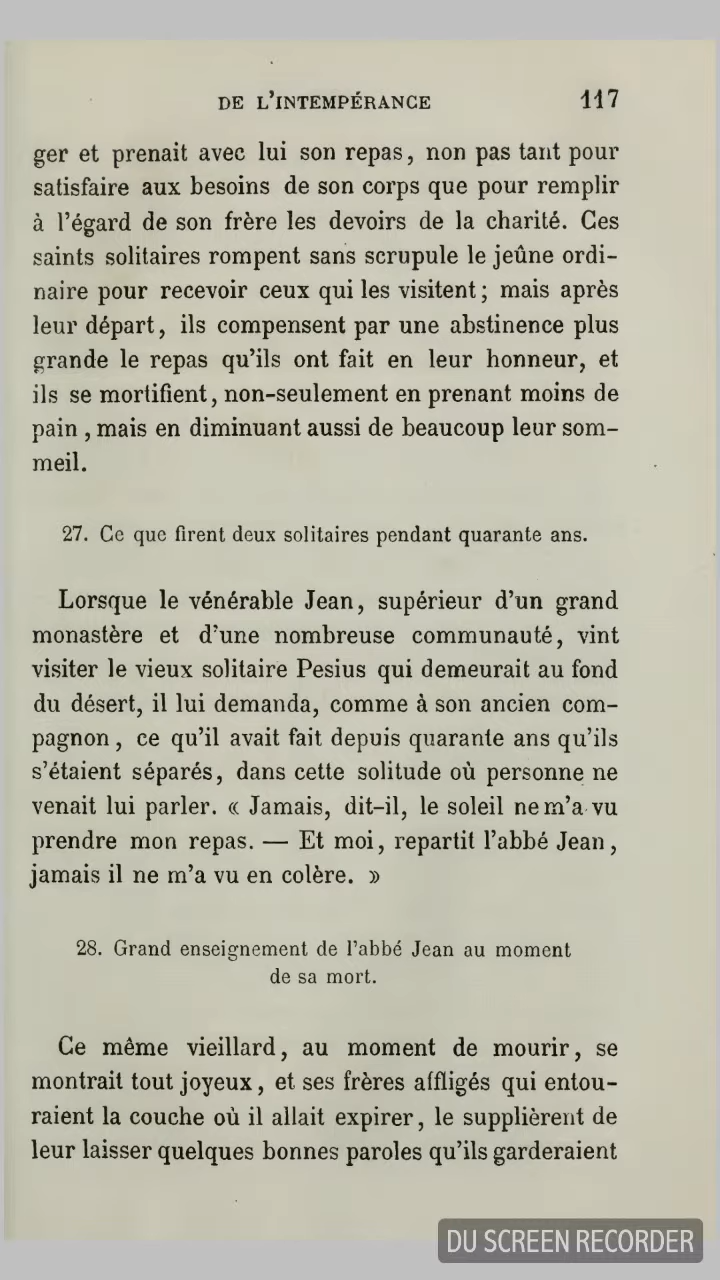 DE L'INTEMPÉRANCE 117
ger et prenait avec lui son repas, non pas tant pour
satisfaire aux besoins de son corps que pour remplir
à l'égard de son frère les devoirs de la charité. Ces
saints solitaires rompent sans scrupule le jeûne ordi-
naire pour recevoir ceux qui les visitent; mais après
leur départ, ils compensent par une abstinence plus
grande le repas qu'ils ont fait en leur honneur, et
ils se mortifient, non-seulement en prenant moins de
pain, mais en diminuant aussi de beaucoup leur som-
meil.
27. Ce que firent deux solitaires pendant quarante ans.
Lorsque le vénérable Jean, supérieur d'un grand
monastère et d'une nombreuse communauté, vint
visiter le vieux solitaire Pesius qui demeurait au fond
du désert, il lui demanda, comme à son ancien com-
pagnon, ce qu'il avait fait depuis quarante ans qu'ils
s'étaient séparés, dans cette solitude où personne ne
venait lui parler. « Jamais, dit-il, le soleil ne m'a vu
prendre mon repas. — Et moi, repartit l'abbé Jean,
jamais il ne m'a vu en colère. »
28. Grand enseignement de l'abbé Jean au moment
de sa mort.
Ce même vieillard, au moment de mourir, se
montrait tout joyeux, et ses frères affligés qui entou-
raient la couche où il allait expirer, le supplièrent de
leur laisser quelques bonnes paroles qu'ils garderaient
DU SCREEN RECORDER